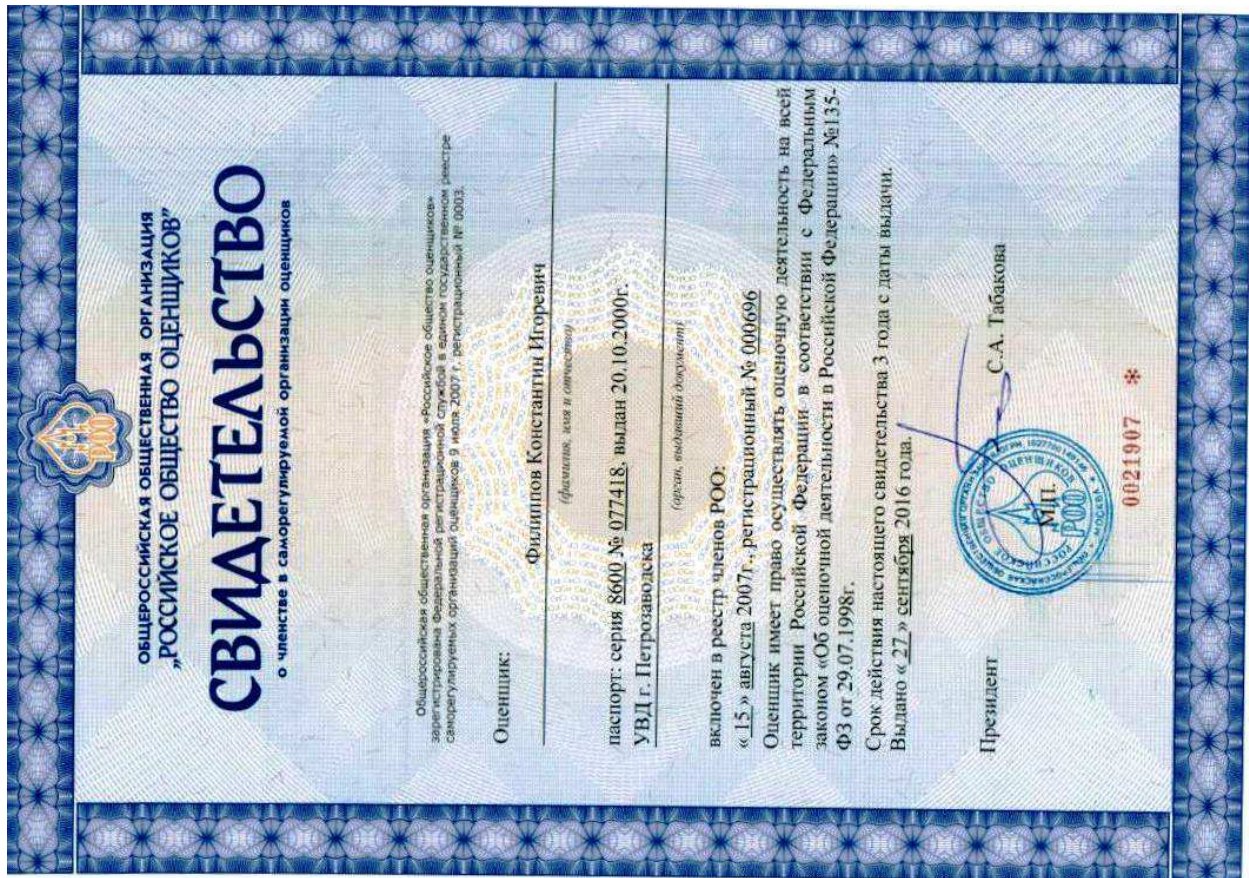 РОО
ОБЩЕРОССИЙСКАЯ ОБЩЕСТВЕННАЯ ОРГАНИЗАЦИЯ
„РОССИЙСКОЕ ОБЩЕСТВО ОЦЕНЩИКОВ”
СВИДЕТЕЛЬСТВО
о членстве в саморегулируемой организации оценщиков
Общероссийская общественная организация «Российское общество оценщиков»
зарегистрирована Федеральной регистрационной службой в едином государственном реестре
саморегулируемых организаций оценщиков 9 июля 2007 г. регистрационный № 0003.
Оценщик:
Филиппов Константин Игоревич
(фамилия, имя и отчество)
паспорт: серия 8600 № 077418, выдан 20.10.2000г.
УВД г. Петрозаводска
(орган, выдавший документ)
включен в реестр членов РОО:
« 15 » августа 2007г., регистрационный № 000696
Оценщик имеет право осуществлять оценочную деятельность на всей
территории Российской Федерации в соответствии с Федеральным
законом «Об оценочной деятельности в Российской Федерации» №135-
ФЗ от 29.07.1998г.
Срок действия настоящего свидетельства 3 года с даты выдачи.
Выдано « 27 » сентября 2016 года.
Президент
С.А. Табакова
М.П.
РОССИЙСКОЕ ОБЩЕСТВО ОЦЕНЩИКОВ
РОО
0021907 *